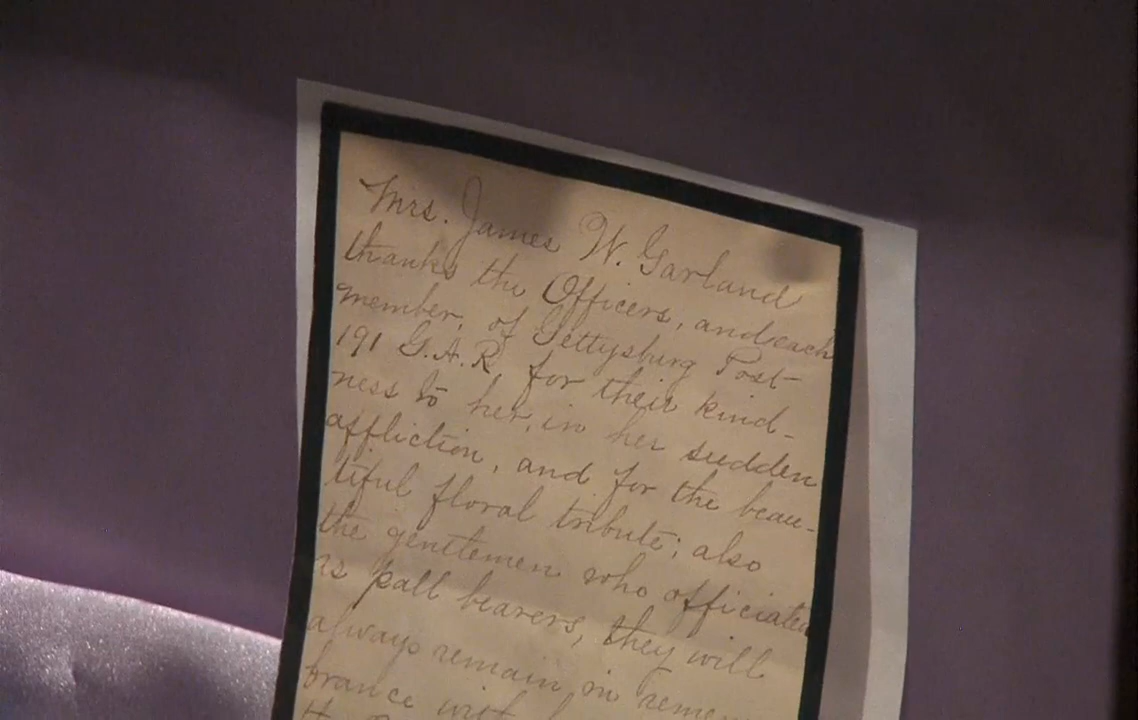 Mrs. James W. Garland
thanks the Officers, and each
member, of Gettysburg Post
191 G.A.R. for their kind-
ness to her, in her sudden
affliction, and for the beau-
tiful floral tribute; also
the gentemen who officiated
as pall bearers, they will
always remain in remem
brance with